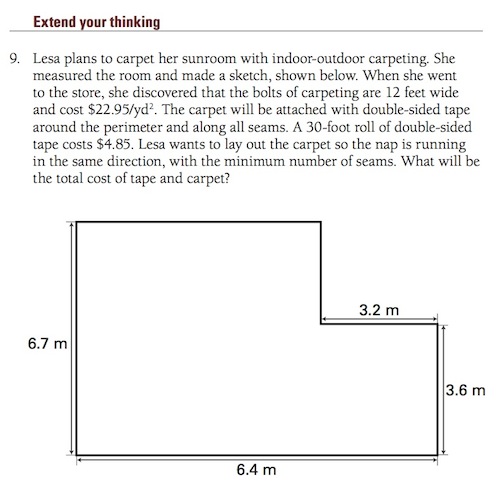 Extend your thinking
9. Lesa plans to carpet her sunroom with indoor-outdoor carpeting. She
measured the room and made a sketch, shown below. When she went
to the store, she discovered that the bolts of carpeting are 12 feet wide
and cost $22.95/yd². The carpet will be attached with double-sided tape
around the perimeter and along all seams. A 30-foot roll of double-sided
tape costs $4.85. Lesa wants to lay out the carpet so the nap is running
in the same direction, with the minimum number of seams. What will be
the total cost of tape and carpet?
3.2 m
6.7 m
3.6 m
6.4 m